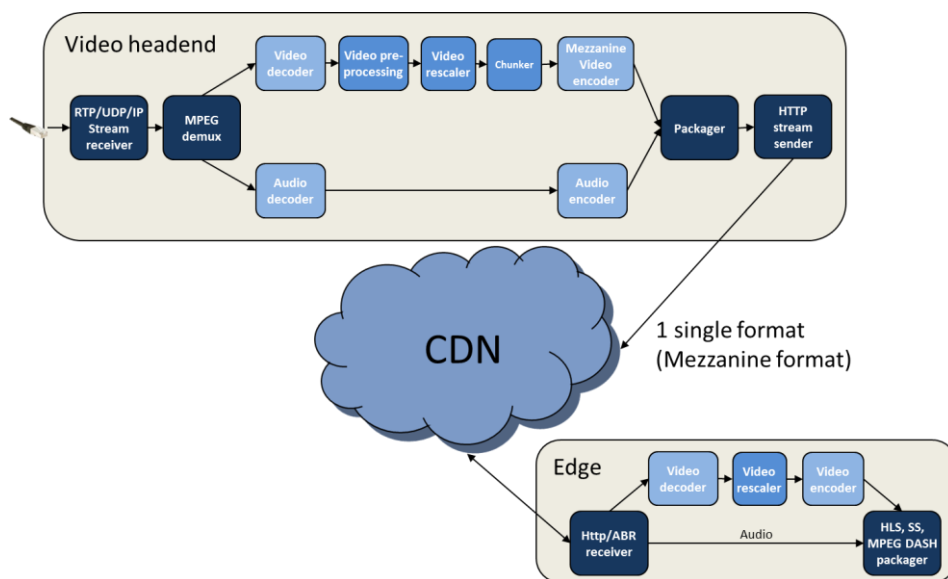 Video headend
RTP/UDP/IP
Stream
receiver
MPEG
demux
Video
decoder
Video pre-
processing
Video
rescaler
Chunker
Mezzanine
Video
encoder
Audio
decoder
Audio
encoder
Packager
HTTP
stream
sender
CDN
1 single format
(Mezzanine format)
Edge
Http/ABR
receiver
Video
decoder
Video
rescaler
Video
encoder
Audio
HLS, SS,
MPEG DASH
packager